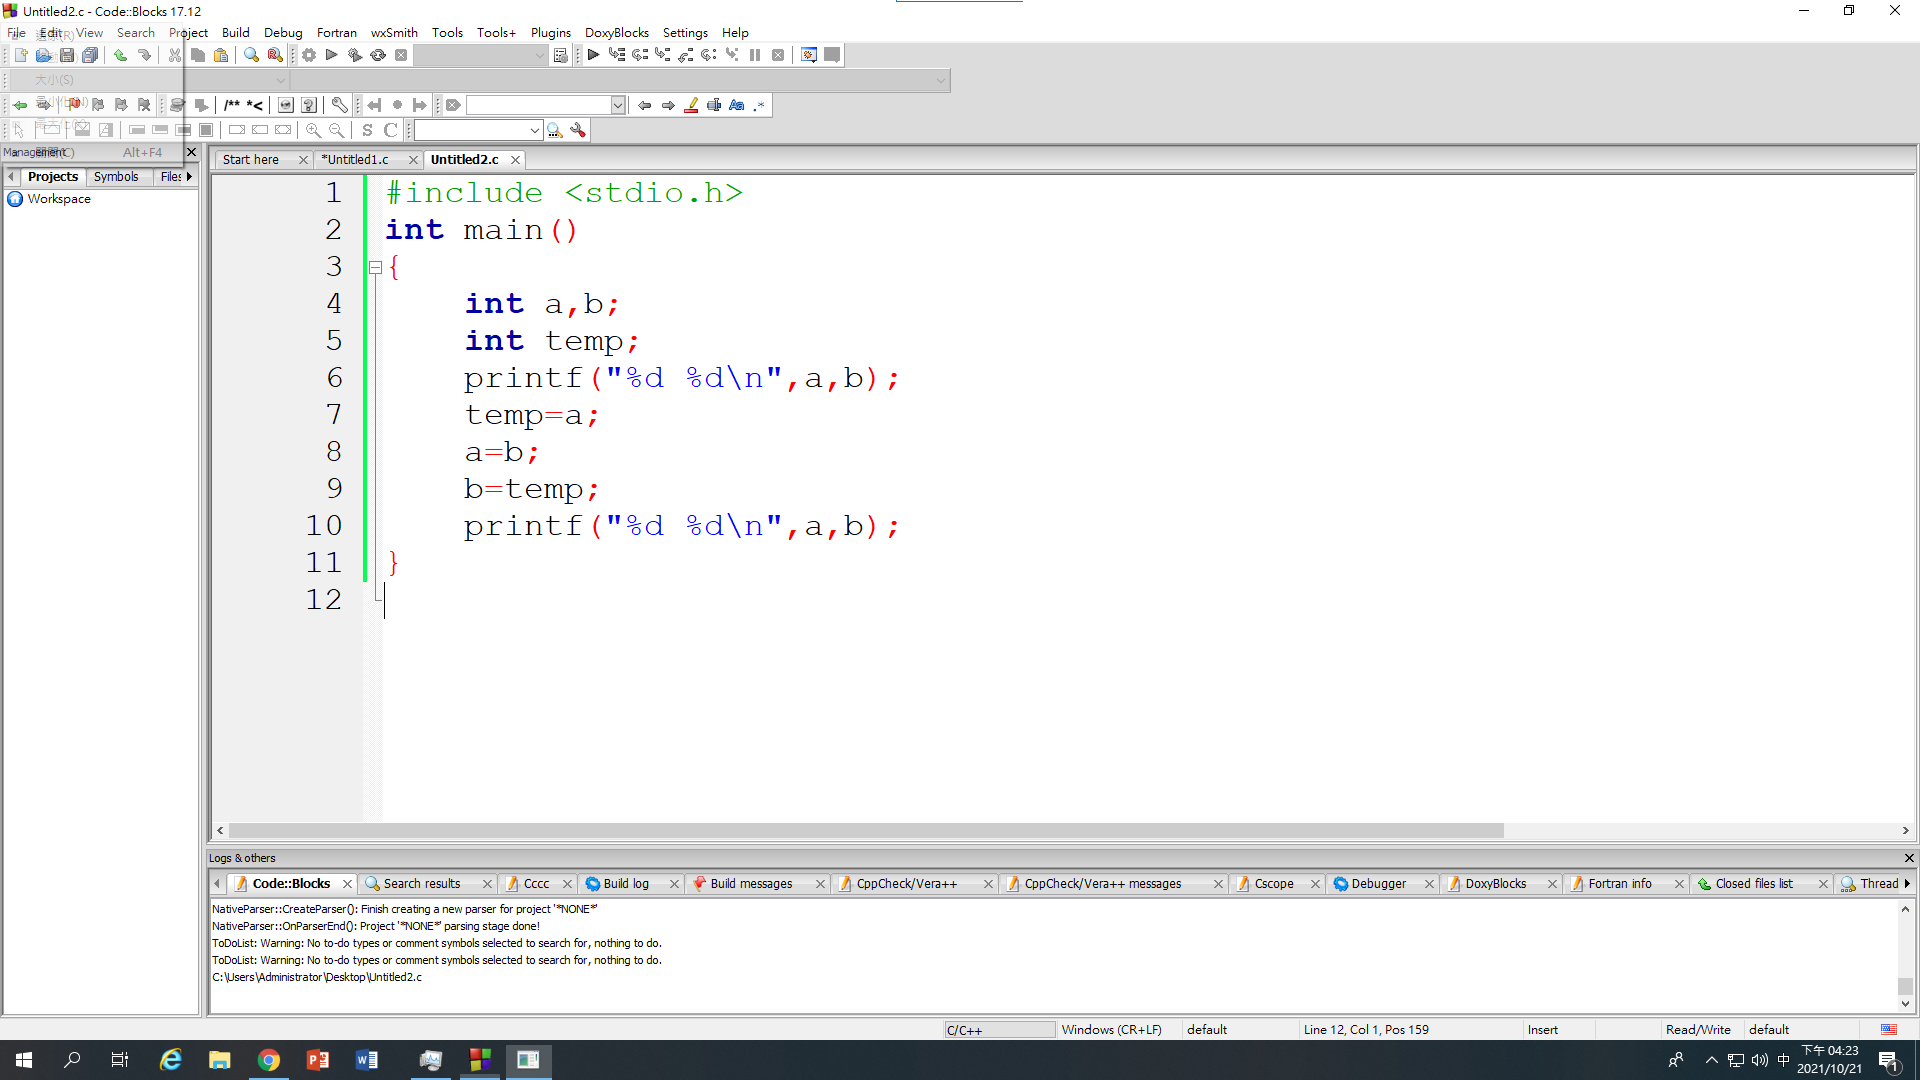 Untitled2.c - Code::Blocks 17.12
File Edit View Search Project Build Debug Fortran wxSmith Tools Tools+ Plugins DoxyBlocks Settings Help
大小(S)
/** *<
S C
Management Alt+F4
Start here *Untitled1.c Untitled2.c
Projects Symbols Files
Workspace
1 #include <stdio.h>
2 int main()
3 {
4 int a,b;
5 int temp;
6 printf("%d %d\n",a,b);
7 temp=a;
8 a=b;
9 b=temp;
10 printf("%d %d\n",a,b);
11 }
12
Logs & others
Code::Blocks Search results Cccc Build log Build messages CppCheck/Vera++ CppCheck/Vera++ messages Cscope Debugger DoxyBlocks Fortran info Closed files list Thread
NativeParser::CreateParser(): Finish creating a new parser for project '*NONE*'
NativeParser::OnParserEnd(): Project '*NONE*' parsing stage done!
ToDoList: Warning: No to-do types or comment symbols selected to search for, nothing to do.
ToDoList: Warning: No to-do types or comment symbols selected to search for, nothing to do.
C:\Users\Administrator\Desktop\Untitled2.c
C/C++ Windows (CR+LF) default Line 12, Col 1, Pos 159 Insert Read/Write default
中 下午 04:23
2021/10/21
1